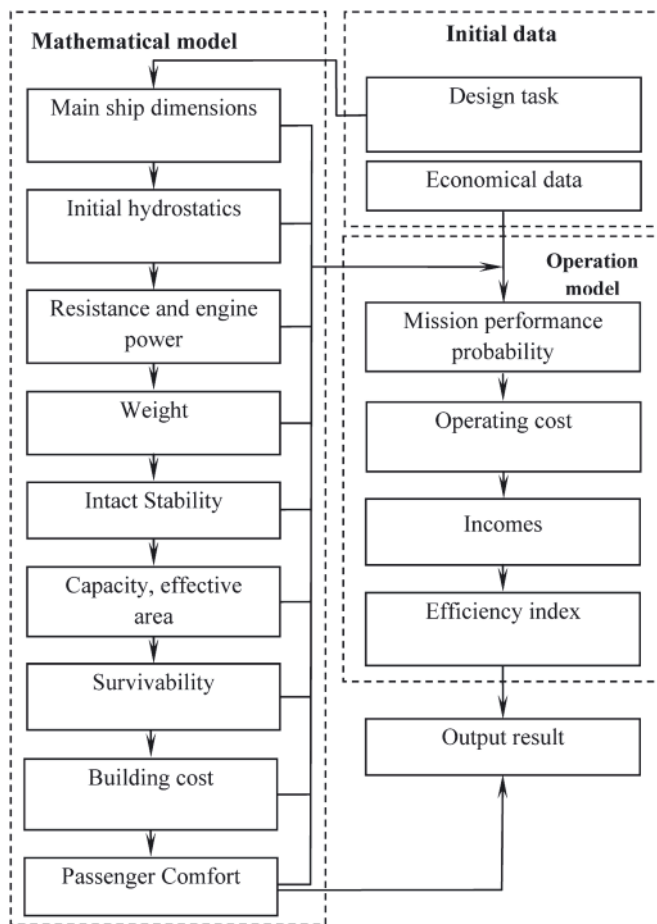 Mathematical model
Main ship dimensions
Initial hydrostatics
Resistance and engine
power
Weight
Intact Stability
Capacity, effective
area
Survivability
Building cost
Passenger Comfort
Initial data
Design task
Economical data
Operation
model
Mission performance
probability
Operating cost
Incomes
Efficiency index
Output result